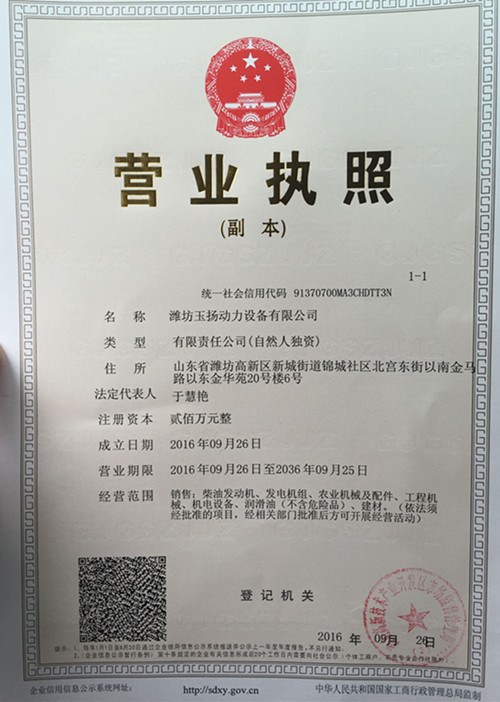 营业执照
(副 本)
1-1
统一社会信用代码 91370700MA3CHDTT3N
名 称 潍坊玉扬动力设备有限公司
类 型 有限责任公司(自然人独资)
住 所 山东省潍坊高新区新城街道锦城社区北宫东街以南金马
路以东金华苑20号楼6号
法定代表人 于慧艳
注册资本 贰佰万元整
成立日期 2016年09月26日
营业期限 2016年09月26日至2036年09月25日
经营范围 销售：柴油发动机、发电机组、农业机械及配件、工程机
械、机电设备、润滑油（不含危险品）、建材。（依法须
经批准的项目，经相关部门批准后方可开展经营活动）
登记机关
2016 年 09月 26日
企业信用信息公示系统网址： http://sdxy.gov.cn
中华人民共和国国家工商行政管理总局监制